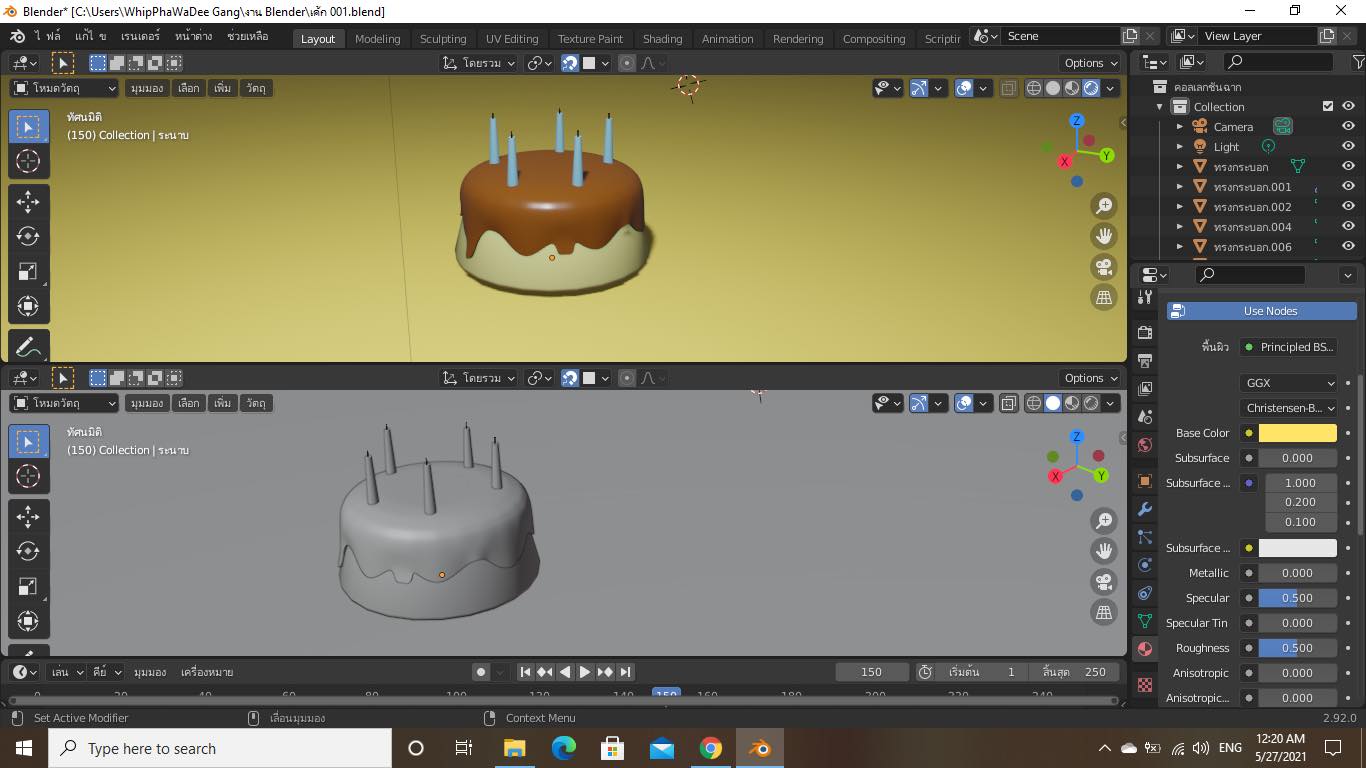 Blender* [C:\Users\WhipPhaWaDee Gang\งาน Blender\เค้ก 001.blend]
ไฟล์ แก้ไข เรนเดอร์ หน้าต่าง ช่วยเหลือ Layout Modeling Sculpting UV Editing Texture Paint Shading Animation Rendering Compositing Scriptin Scene View Layer
โดยรวม Options
โหมดวัตถุ มุมมอง เลือก เพิ่ม วัตถุ
ทัศนมิติ
(150) Collection | ระนาบ
Z
X Y
โดยรวม Options
โหมดวัตถุ มุมมอง เลือก เพิ่ม วัตถุ
ทัศนมิติ
(150) Collection | ระนาบ
Z
X Y
คอลเลกชันฉาก
Collection
Camera
Light
ทรงกระบอก
ทรงกระบอก.001
ทรงกระบอก.002
ทรงกระบอก.004
ทรงกระบอก.006
Use Nodes
พื้นผิว Principled BS...
GGX
Christensen-B...
Base Color
Subsurface 0.000
Subsurface ... 1.000
0.200
0.100
Subsurface ...
Metallic 0.000
Specular 0.500
Specular Tin 0.000
Roughness 0.500
Anisotropic 0.000
Anisotropic... 0.000
เล่น คีย์ มุมมอง เครื่องหมาย 150 เริ่มต้น 1 สิ้นสุด 250
0 20 40 60 80 100 120 140 150 160 180 200 220 240
Set Active Modifier เลื่อนมุมมอง Context Menu 2.92.0
Type here to search ENG 12:20 AM
5/27/2021